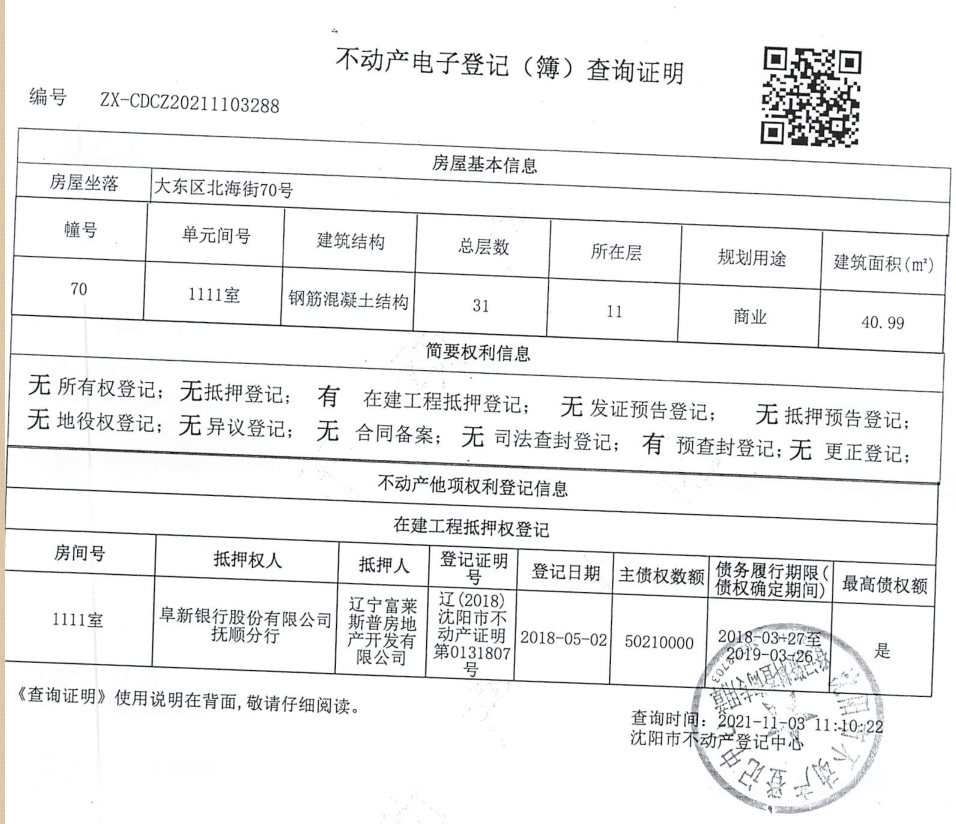 不动产电子登记（簿）查询证明
编号 ZX-CDCZ20211103288
房屋基本信息
房屋坐落 大东区北海街70号
幢号 单元间号 建筑结构 总层数 所在层 规划用途 建筑面积(m²)
70 1111室 钢筋混凝土结构 31 11 商业 40.99
简要权利信息
无 所有权登记; 无抵押登记; 有 在建工程抵押登记; 无 发证预告登记; 无 抵押预告登记;
无 地役权登记; 无 异议登记; 无 合同备案; 无 司法查封登记; 有 预查封登记; 无 更正登记;
不动产他项权利登记信息
在建工程抵押权登记
房间号 抵押权人 抵押人 登记证明号 登记日期 主债权数额 债务履行期限(债权确定期间) 最高债权额
1111室 阜新银行股份有限公司抚顺分行 辽宁富莱斯普房地产开发有限公司 辽(2018)沈阳市不动产证明第0131807号 2018-05-02 50210000 2018-03-27至2019-03-26 是
《查询证明》使用说明在背面,敬请仔细阅读。
查询时间: 2021-11-03 11:10:22
沈阳市不动产登记中心